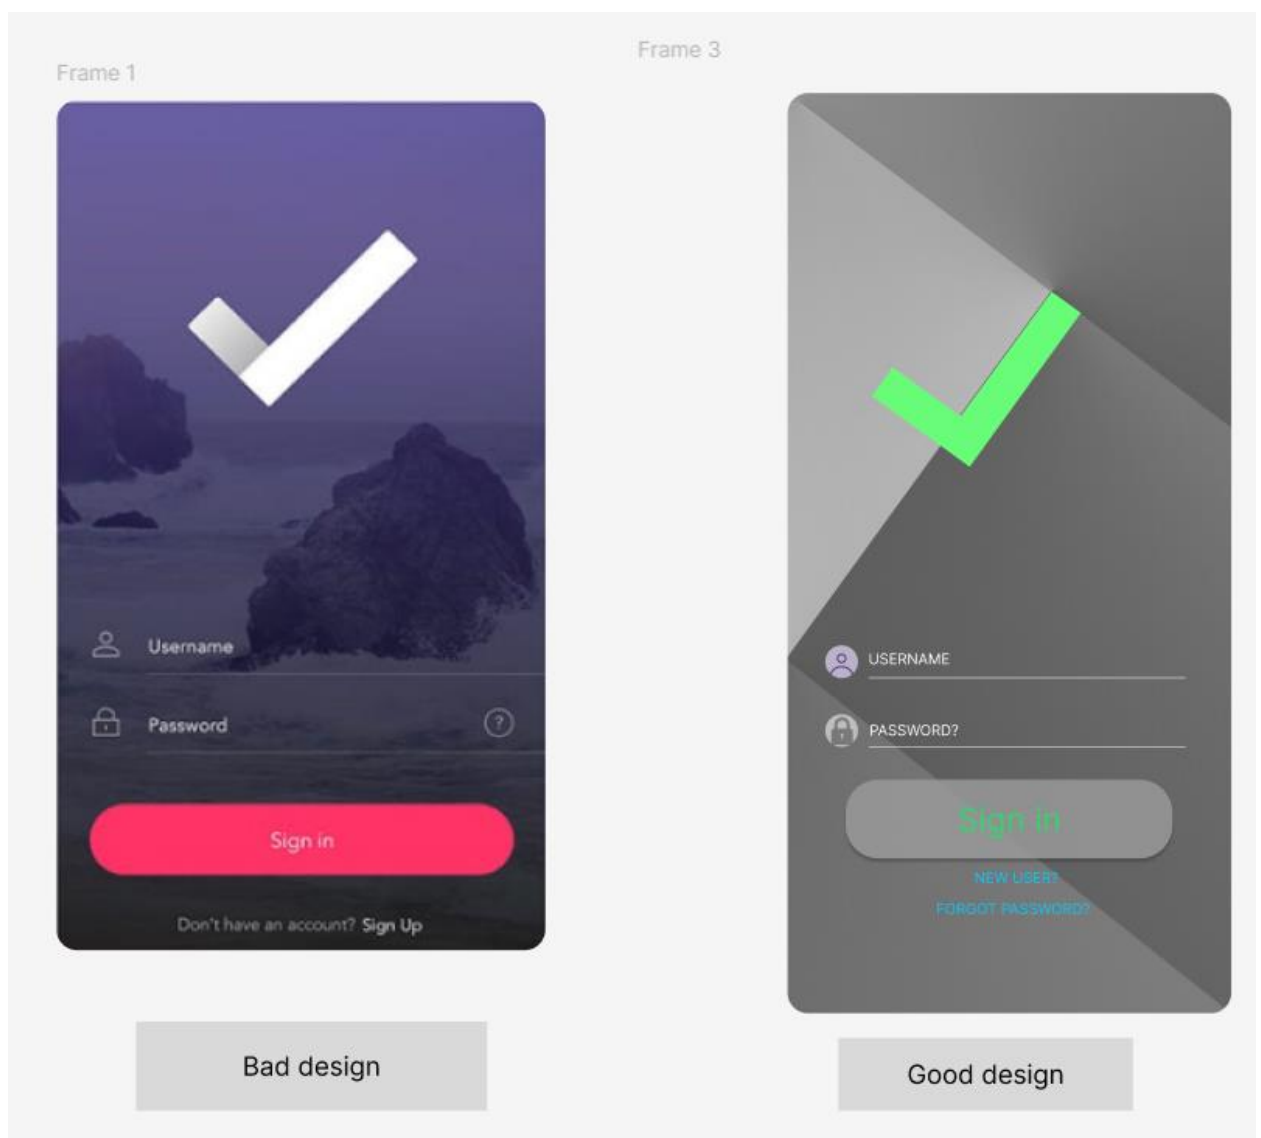 Frame 1
Username
Password
?
Sign in
Don't have an account? Sign Up
Bad design
Frame 3
USERNAME
PASSWORD?
Sign in
NEW USER?
FORGOT PASSWORD?
Good design